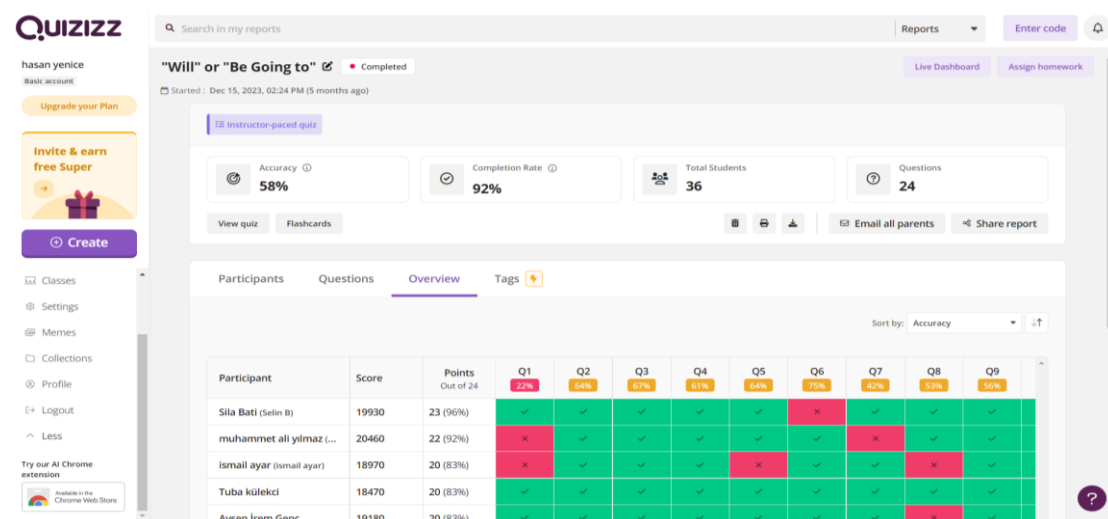 QUIZIZZ
Search in my reports
Reports
Enter code
hasan yenice
Basic account
Upgrade your Plan
Invite & earn
free Super
Create
Classes
Settings
Memes
Collections
Profile
Logout
Less
Try our AI Chrome
extension
Available in the
Chrome Web Store
"Will" or "Be Going to"
Completed
Live Dashboard
Assign homework
Started : Dec 15, 2023, 02:24 PM (5 months ago)
Instructor-paced quiz
Accuracy
58%
Completion Rate
92%
Total Students
36
Questions
24
View quiz
Flashcards
Email all parents
Share report
Participants Questions Overview Tags
Sort by: Accuracy
Participant Score Points Q1 Q2 Q3 Q4 Q5 Q6 Q7 Q8 Q9
Out of 24 22% 64% 67% 61% 64% 75% 42% 53% 56%
Sila Bati (Selin B) 19930 23 (96%)
muhammet ali yılmaz (... 20460 22 (92%)
ismail ayar (ismail ayar) 18970 20 (83%)
Tuba külekci 18470 20 (83%)
Aysen İrem Genc 19180 20 (83%)
?